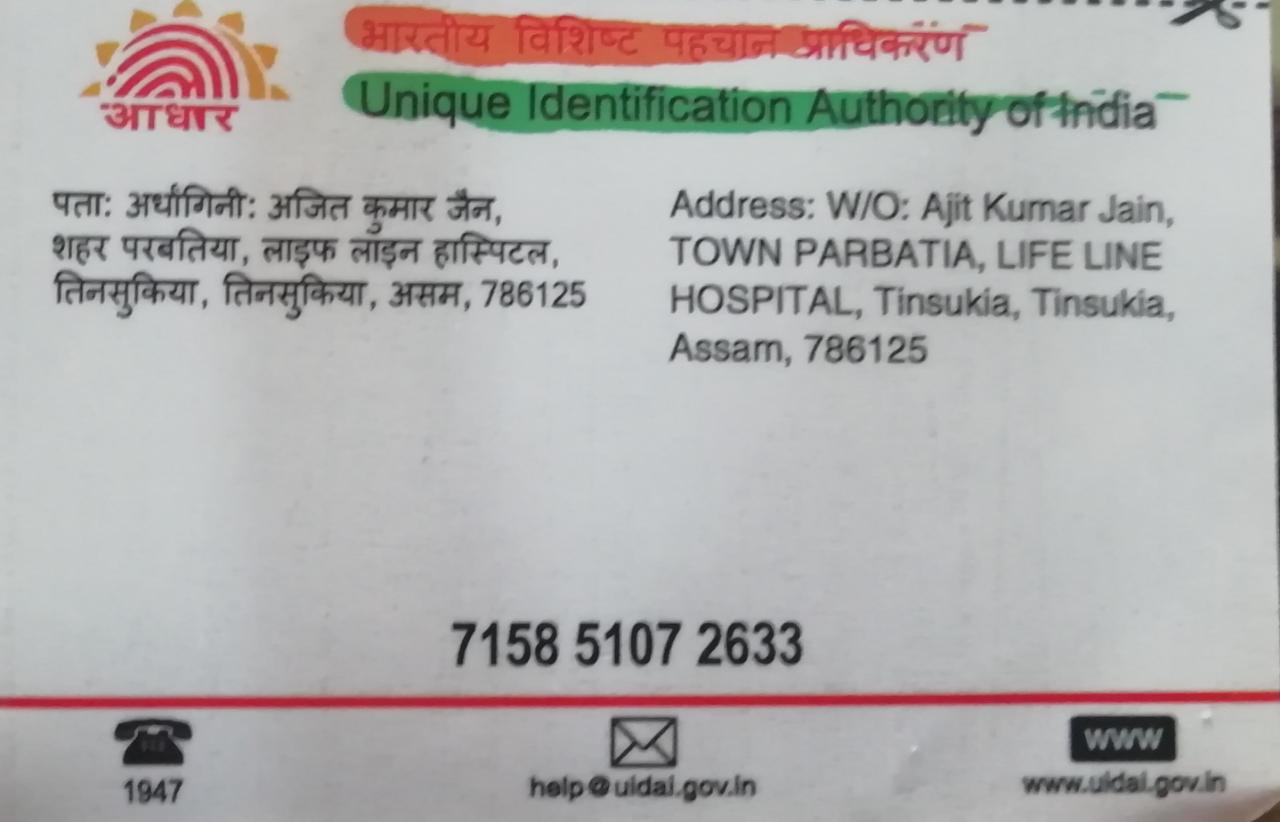 आधार
भारतीय विशिष्ट पहचान प्राधिकरण
Unique Identification Authority of India
पता: अर्धांगिनी: अजित कुमार जैन,
शहर परबतिया, लाइफ लाइन हास्पिटल,
तिनसुकिया, तिनसुकिया, असम, 786125
Address: W/O: Ajit Kumar Jain,
TOWN PARBATIA, LIFE LINE
HOSPITAL, Tinsukia, Tinsukia,
Assam, 786125
7158 5107 2633
1947
help@uidai.gov.in
WWW
www.uidai.gov.in